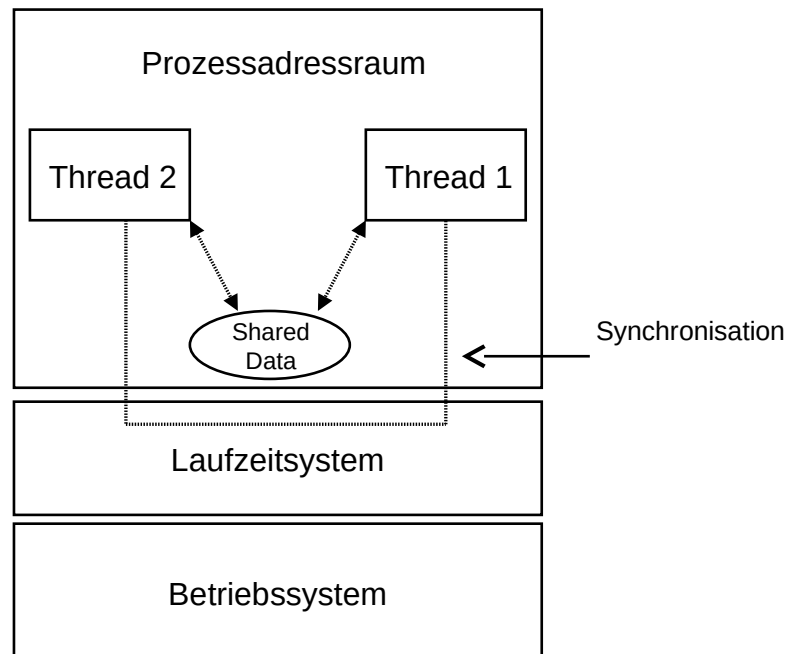 Prozessadressraum
Thread 2
Thread 1
Shared
Data
Synchronisation
Laufzeitsystem
Betriebssystem